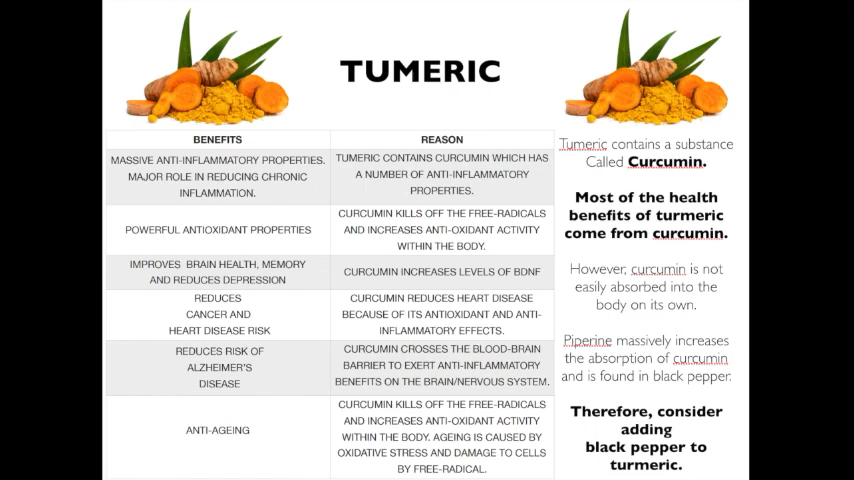 TUMERIC
BENEFITS
REASON
MASSIVE ANTI-INFLAMMATORY PROPERTIES.
MAJOR ROLE IN REDUCING CHRONIC
INFLAMMATION.
TUMERIC CONTAINS CURCUMIN WHICH HAS
A NUMBER OF ANTI-INFLAMMATORY
PROPERTIES.
POWERFUL ANTIOXIDANT PROPERTIES
CURCUMIN KILLS OFF THE FREE-RADICALS
AND INCREASES ANTI-OXIDANT ACTIVITY
WITHIN THE BODY.
IMPROVES BRAIN HEALTH, MEMORY
AND REDUCES DEPRESSION
CURCUMIN INCREASES LEVELS OF BDNF
REDUCES
CANCER AND
HEART DISEASE RISK
CURCUMIN REDUCES HEART DISEASE
BECAUSE OF ITS ANTIOXIDANT AND ANTI-
INFLAMMATORY EFFECTS.
REDUCES RISK OF
ALZHEIMER'S
DISEASE
CURCUMIN CROSSES THE BLOOD-BRAIN
BARRIER TO EXERT ANTI-INFLAMMATORY
BENEFITS ON THE BRAIN/NERVOUS SYSTEM.
ANTI-AGEING
CURCUMIN KILLS OFF THE FREE-RADICALS
AND INCREASES ANTI-OXIDANT ACTIVITY
WITHIN THE BODY. AGEING IS CAUSED BY
OXIDATIVE STRESS AND DAMAGE TO CELLS
BY FREE-RADICAL.
Tumeric contains a substance
Called Curcumin.
Most of the health
benefits of turmeric
come from curcumin.
However, curcumin is not
easily absorbed into the
body on its own.
Piperine massively increases
the absorption of curcumin
and is found in black pepper.
Therefore, consider
adding
black pepper to
turmeric.